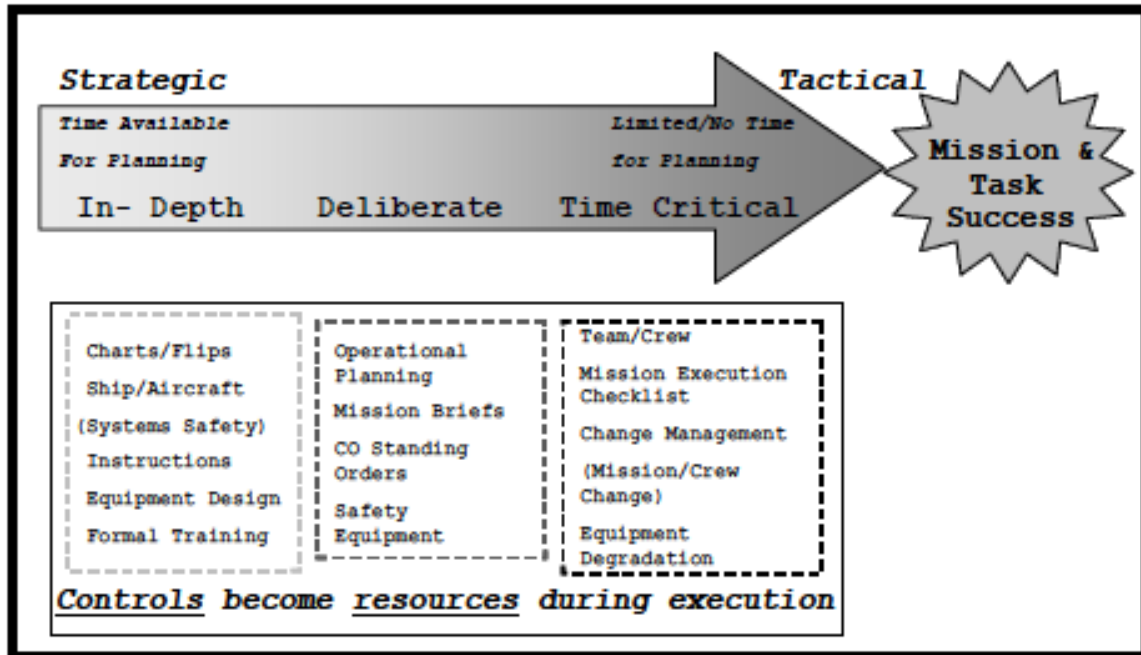 Strategic
Tactical
Time Available
For Planning
Limited/No Time
for Planning
In- Depth
Deliberate
Time Critical
Mission &
Task
Success
Charts/Flips
Ship/Aircraft
(Systems Safety)
Instructions
Equipment Design
Formal Training
Operational
Planning
Mission Briefs
CO Standing
Orders
Safety
Equipment
Team/Crew
Mission Execution
Checklist
Change Management
(Mission/Crew
Change)
Equipment
Degradation
Controls become resources during execution